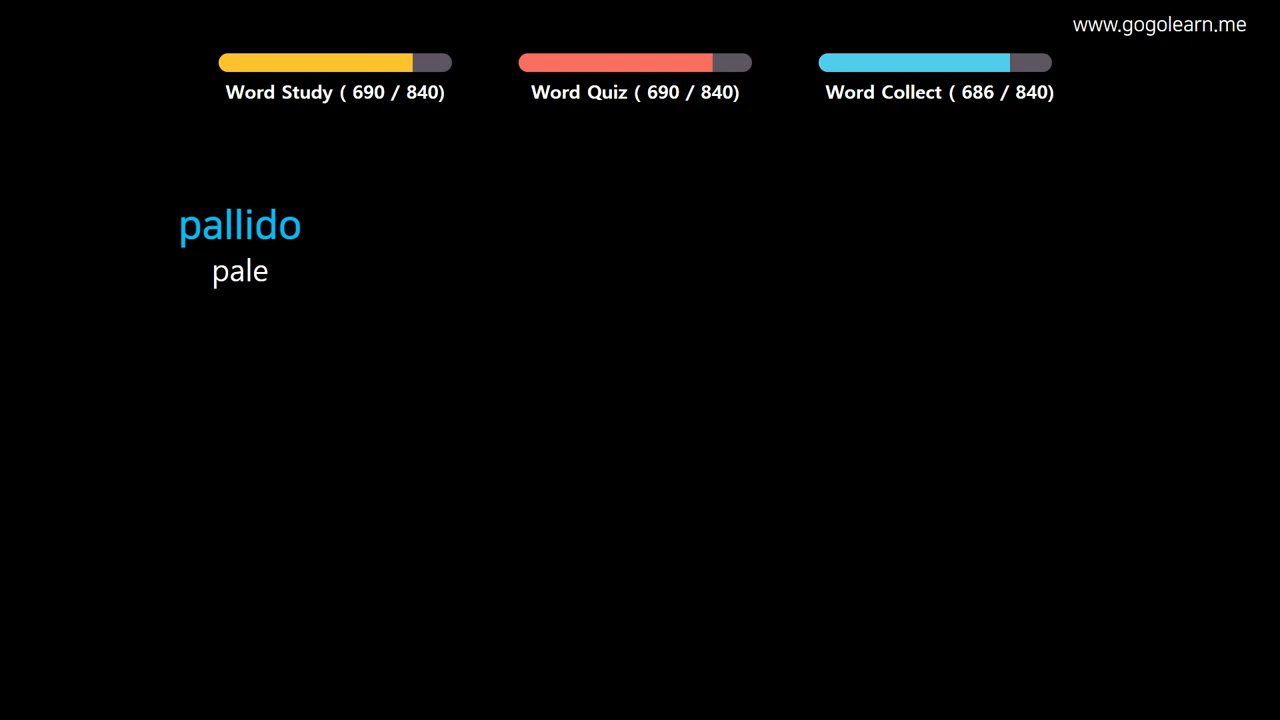 www.gogolearn.me
Word Study ( 690 / 840)
Word Quiz ( 690 / 840)
Word Collect ( 686 / 840)
pallido
pale